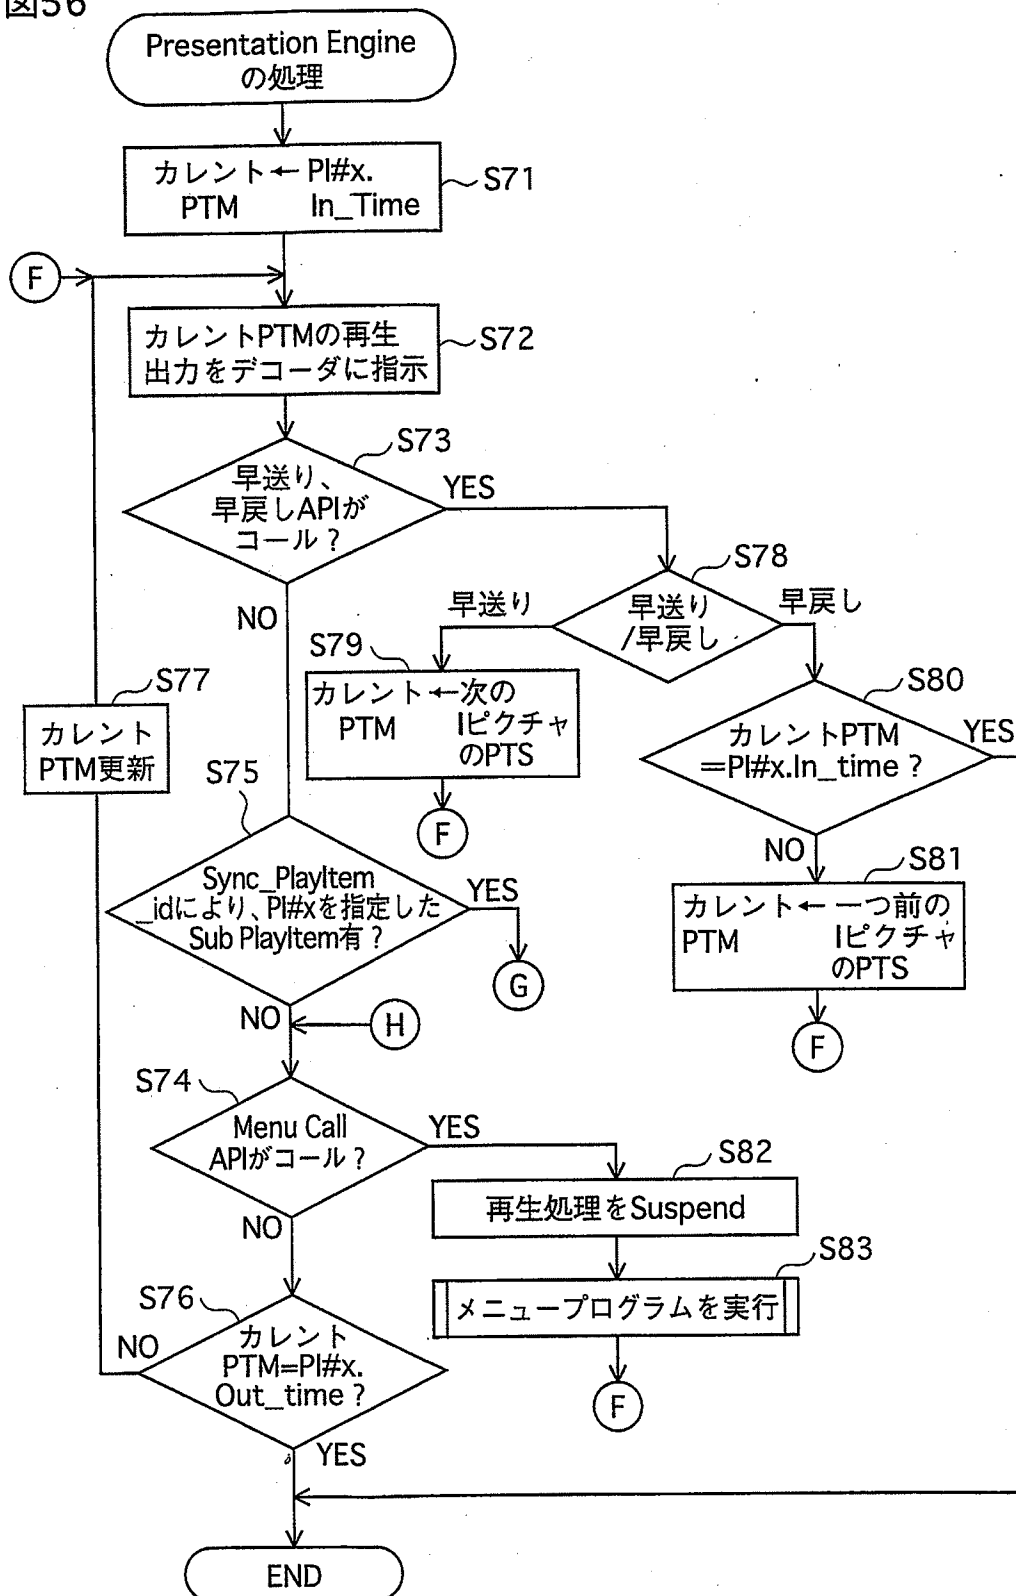 図56
Presentation Engine
の処理
カレント← PI#x.
PTM In_Time
S71
F
カレントPTMの再生
出力をデコーダに指示
S72
S73
早送り、
早戻しAPIが
コール？
YES
NO
S78
早送り
/早戻し
早送り
早戻し
S79
カレント←次の
PTM Iピクチャ
のPTS
F
S80
カレントPTM
=PI#x.In_time？
YES
NO
S81
カレント← 一つ前の
PTM Iピクチャ
のPTS
F
S77
カレント
PTM更新
S75
Sync_PlayItem
_idにより、PI#xを指定した
Sub PlayItem有？
YES
G
NO
H
S74
Menu Call
APIがコール？
YES
NO
S82
再生処理をSuspend
S83
メニュープログラムを実行
F
S76
カレント
PTM=PI#x.
Out_time？
NO
YES
END